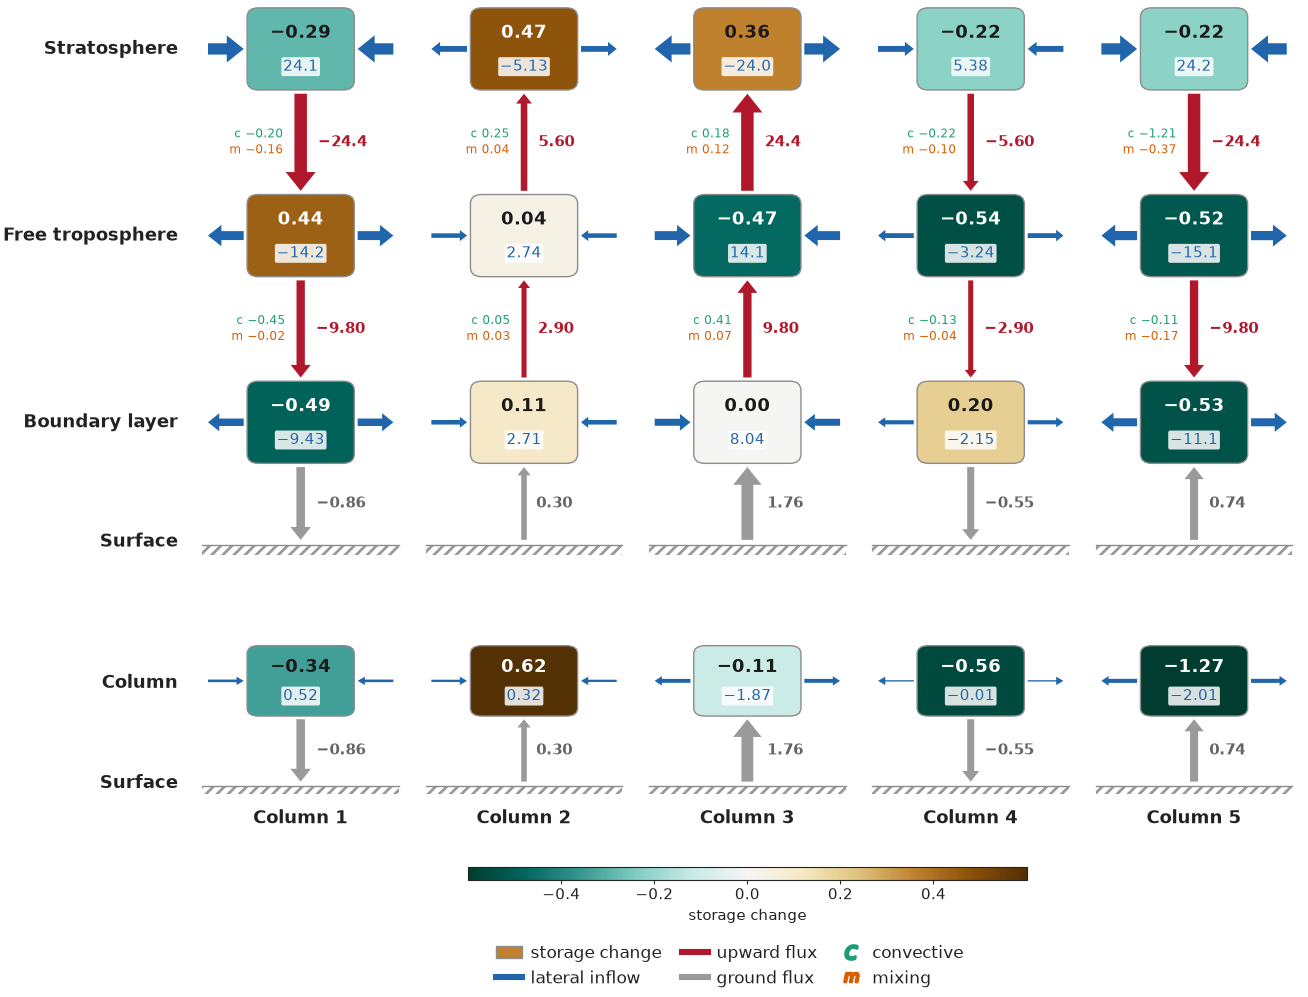 Stratosphere
−0.29
24.1
0.47
−5.13
0.36
−24.0
−0.22
5.38
−0.22
24.2
c −0.20
m −0.16
−24.4
c 0.25
m 0.04
5.60
c 0.18
m 0.12
24.4
c −0.22
m −0.10
−5.60
c −1.21
m −0.37
−24.4
Free troposphere
0.44
−14.2
0.04
2.74
−0.47
14.1
−0.54
−3.24
−0.52
−15.1
c −0.45
m −0.02
−9.80
c 0.05
m 0.03
2.90
c 0.41
m 0.07
9.80
c −0.13
m −0.04
−2.90
c −0.11
m −0.17
−9.80
Boundary layer
−0.49
−9.43
0.11
2.71
0.00
8.04
0.20
−2.15
−0.53
−11.1
−0.86
0.30
1.76
−0.55
0.74
Surface
Column
−0.34
0.52
0.62
0.32
−0.11
−1.87
−0.56
−0.01
−1.27
−2.01
−0.86
0.30
1.76
−0.55
0.74
Surface
Column 1
Column 2
Column 3
Column 4
Column 5
−0.4
−0.2
0.0
0.2
0.4
storage change
storage change
upward flux
c convective
lateral inflow
ground flux
m mixing